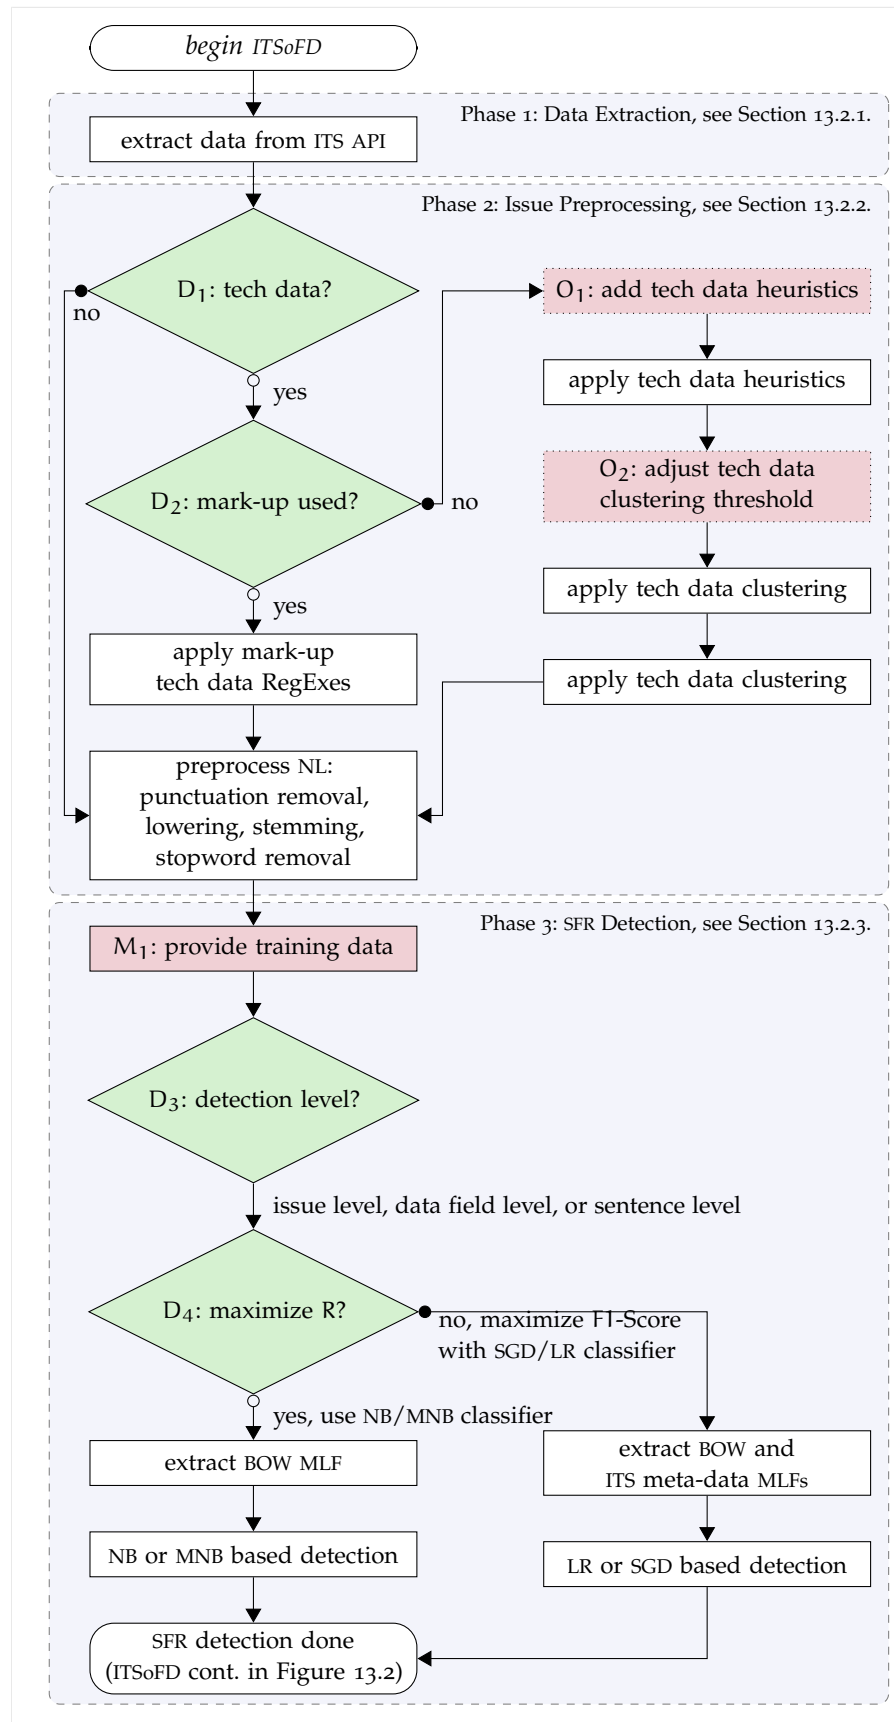 begin ITSoFD
Phase 1: Data Extraction, see Section 13.2.1.
extract data from ITS API
Phase 2: Issue Preprocessing, see Section 13.2.2.
D1: tech data?
no
yes
O1: add tech data heuristics
apply tech data heuristics
O2: adjust tech data
clustering threshold
D2: mark-up used?
no
yes
apply tech data clustering
apply mark-up
tech data RegExes
apply tech data clustering
preprocess NL:
punctuation removal,
lowering, stemming,
stopword removal
Phase 3: SFR Detection, see Section 13.2.3.
M1: provide training data
D3: detection level?
issue level, data field level, or sentence level
D4: maximize R?
no, maximize F1-Score
with SGD/LR classifier
yes, use NB/MNB classifier
extract BOW MLF
extract BOW and
ITS meta-data MLFs
NB or MNB based detection
LR or SGD based detection
SFR detection done
(ITSoFD cont. in Figure 13.2)